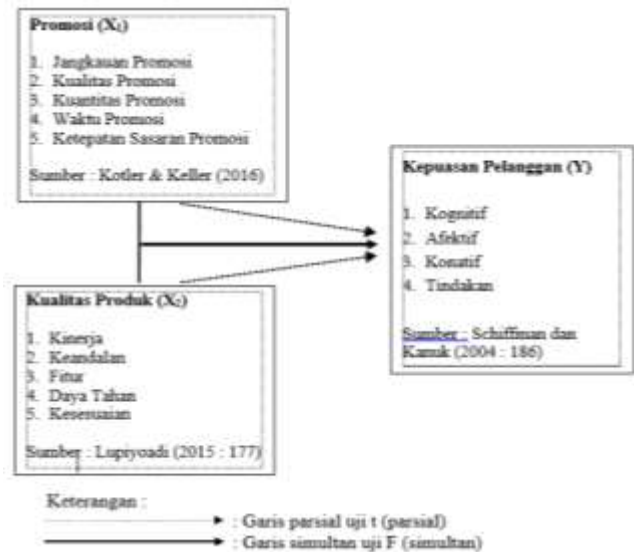 Promosi (X₁)
1. Jangkauan Promosi
2. Kualitas Promosi
3. Kuantitas Promosi
4. Waktu Promosi
5. Ketepatan Sasaran Promosi
Sumber : Kotler & Keller (2016)
Kualitas Produk (X₂)
1. Kinerja
2. Keandalan
3. Fitur
4. Daya Tahan
5. Kesesuaian
Sumber : Lupiyoadi (2015 : 177)
Kepuasan Pelanggan (Y)
1. Kognitif
2. Afektif
3. Konatif
4. Tindakan
Sumber : Schiffman dan
Kanuk (2004 : 186)
Keterangan :
: Garis parsial uji t (parsial)
: Garis simultan uji F (simultan)